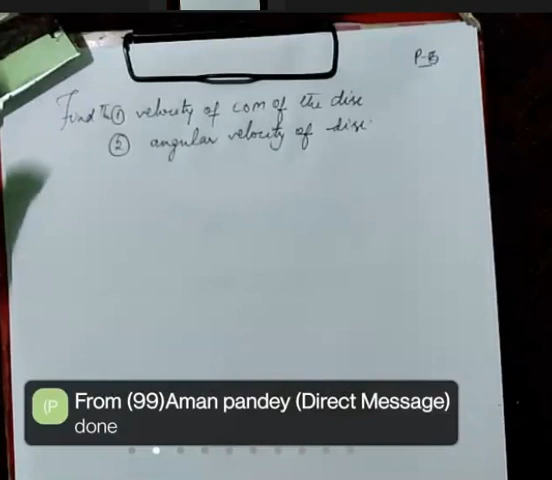 P-B
Find the ① velocity of com of the disc
② angular velocity of disc
(P
From (99)Aman pandey (Direct Message)
done